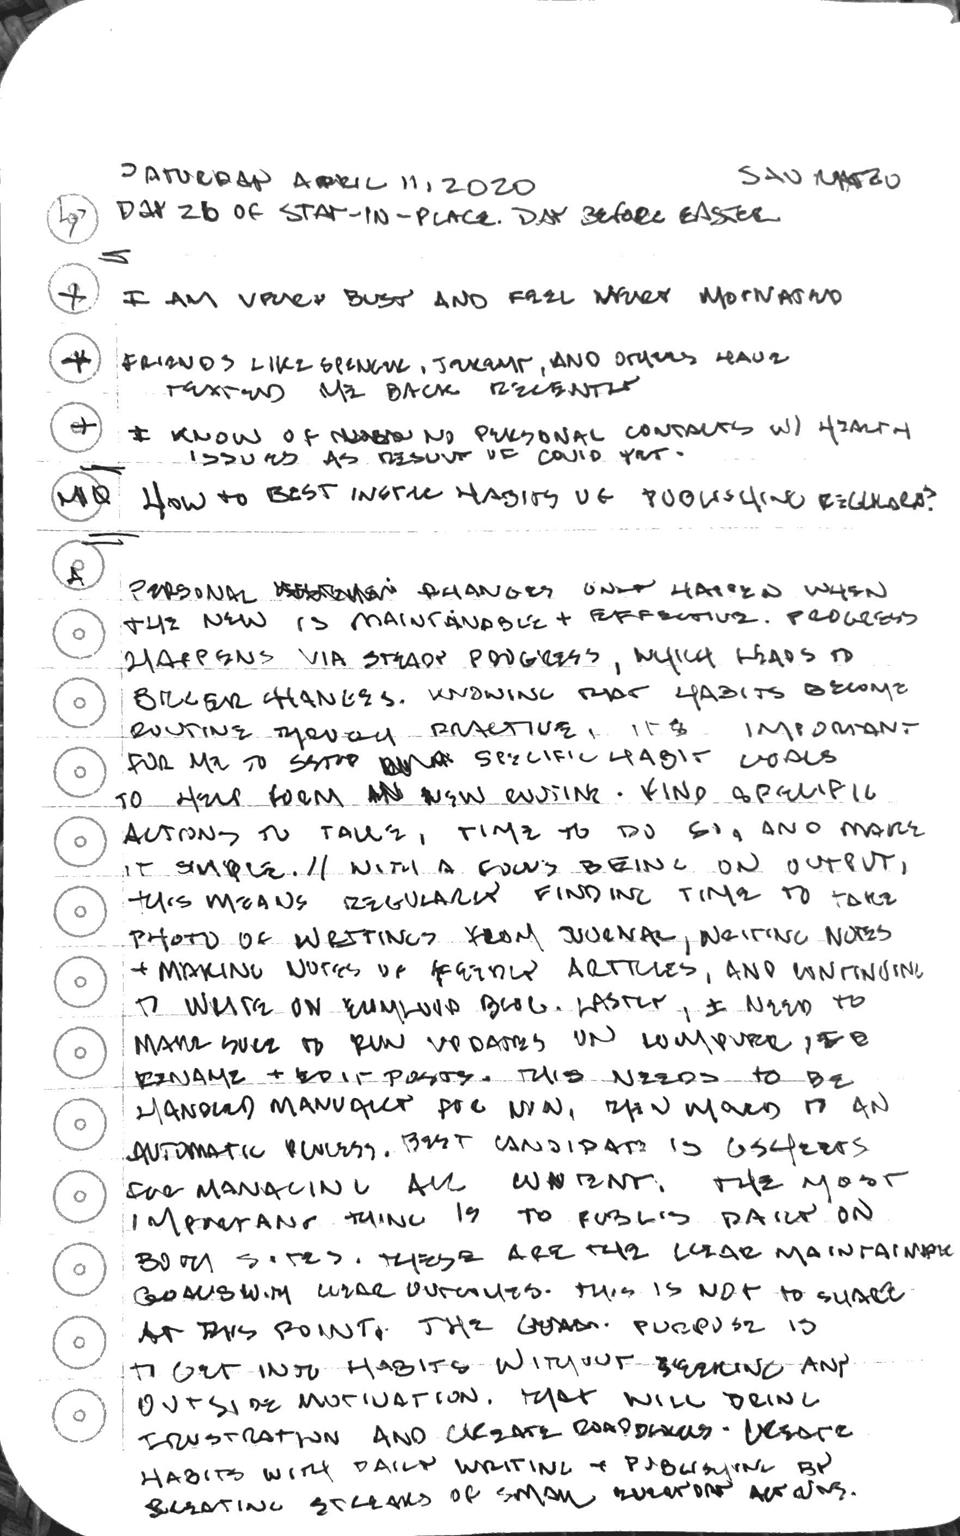 SATURDAY APRIL 11, 2020 SAN MATEO
DAY 26 OF STAY-IN-PLACE. DAY BEFORE EASTER
+ I AM VERY BUSY AND FEEL VERY MOTIVATED
+ FRIENDS LIKE SPENCER, JEREMY, AND OTHERS HAVE
TEXTED ME BACK RECENTLY
+ I KNOW OF NO PERSONAL CONTACTS W/ HEALTH
ISSUES AS RESULT OF COVID YET.
MIQ HOW TO BEST INSTILL HABITS OF PUBLISHING REGULARLY?
A
PERSONAL CHANGES ONLY HAPPEN WHEN
THE NEW IS MAINTAINABLE + EFFECTIVE. PROGRESS
HAPPENS VIA STEADY PROGRESS, WHICH LEADS TO
BIGGER CHANGES. KNOWING THAT HABITS BECOME
ROUTINE THROUGH PRACTICE, IT'S IMPORTANT
FOR ME TO SETUP SPECIFIC HABIT GOALS
TO HELP FORM AN NEW ROUTINE. FIND SPECIFIC
ACTIONS TO TAKE, TIME TO DO SO, AND MAKE
IT SIMPLE. // WITH A FOCUS BEING ON OUTPUT,
THIS MEANS REGULARLY FINDING TIME TO TAKE
PHOTO OF WRITINGS FROM JOURNAL, WRITING NOTES
+ MAKING NOTES OF FEEDLY ARTICLES, AND CONTINUING
TO WRITE ON BLOG. LASTLY, I NEED TO
MAKE SURE TO RUN UPDATES ON COMPUTER, IE
RENAME + EDIT POSTS. THIS NEEDS TO BE
HANDLED MANUALLY FOR NOW, THEN MOVED TO AN
AUTOMATIC PROCESS. BEST CANDIDATE IS GSHEETS
FOR MANAGING ALL CONTENT. THE MOST
IMPORTANT THING IS TO PUBLISH DAILY ON
BOTH SITES. THESE ARE THE CLEAR MAINTAINABLE
GOALS WITH CLEAR OUTCOMES. THIS IS NOT TO SHARE
AT THIS POINT. THE PURPOSE IS
TO GET INTO HABITS WITHOUT SEEKING ANY
OUTSIDE MOTIVATION. THAT WILL BRING
FRUSTRATION AND CREATE ROADBLOCKS. CREATE
HABITS WITH DAILY WRITING + PUBLISHING BY
CREATING STREAKS OF SMALL ACTIONS.